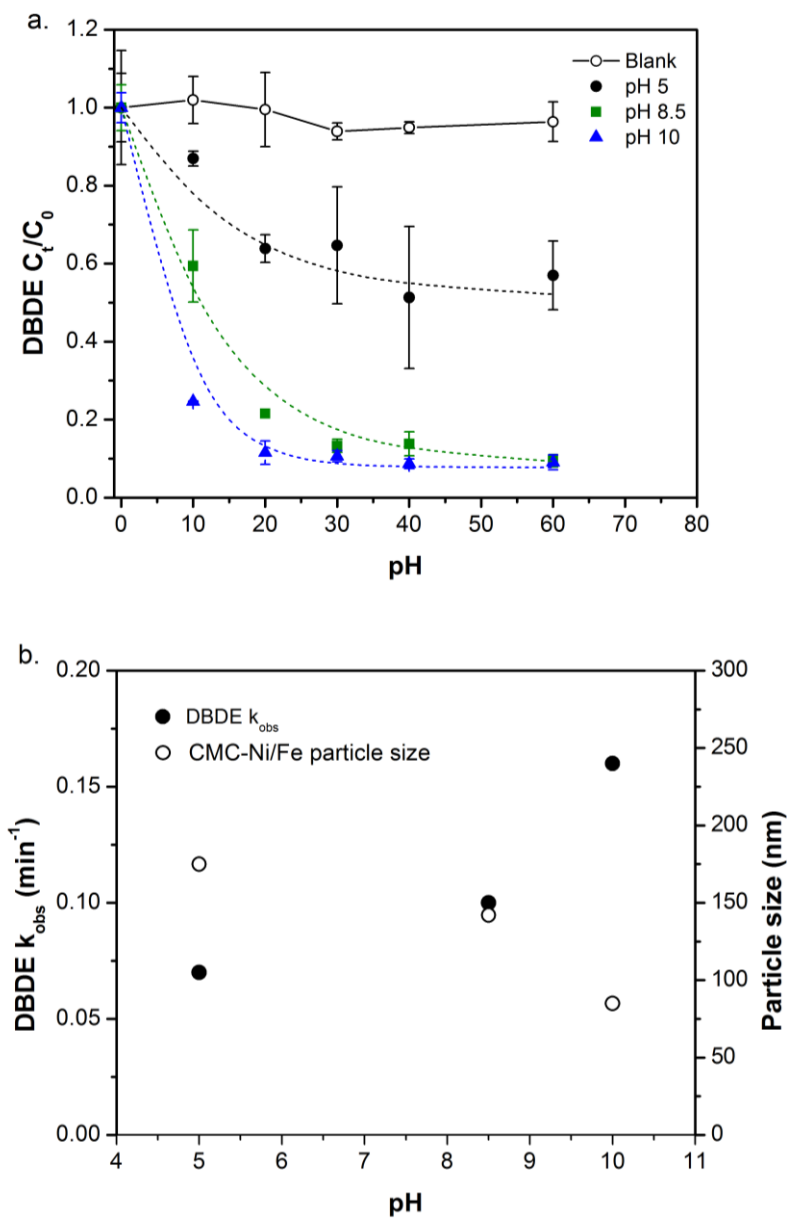 a.
1.2
1.0
0.8
0.6
0.4
0.2
0.0
DBDE C_t/C_0
Blank
pH 5
pH 8.5
pH 10
0 10 20 30 40 50 60 70 80
pH
b.
0.20
0.15
0.10
0.05
0.00
DBDE k_obs (min^-1)
DBDE k_obs
CMC-Ni/Fe particle size
300
250
200
150
100
50
0
Particle size (nm)
4 5 6 7 8 9 10 11
pH